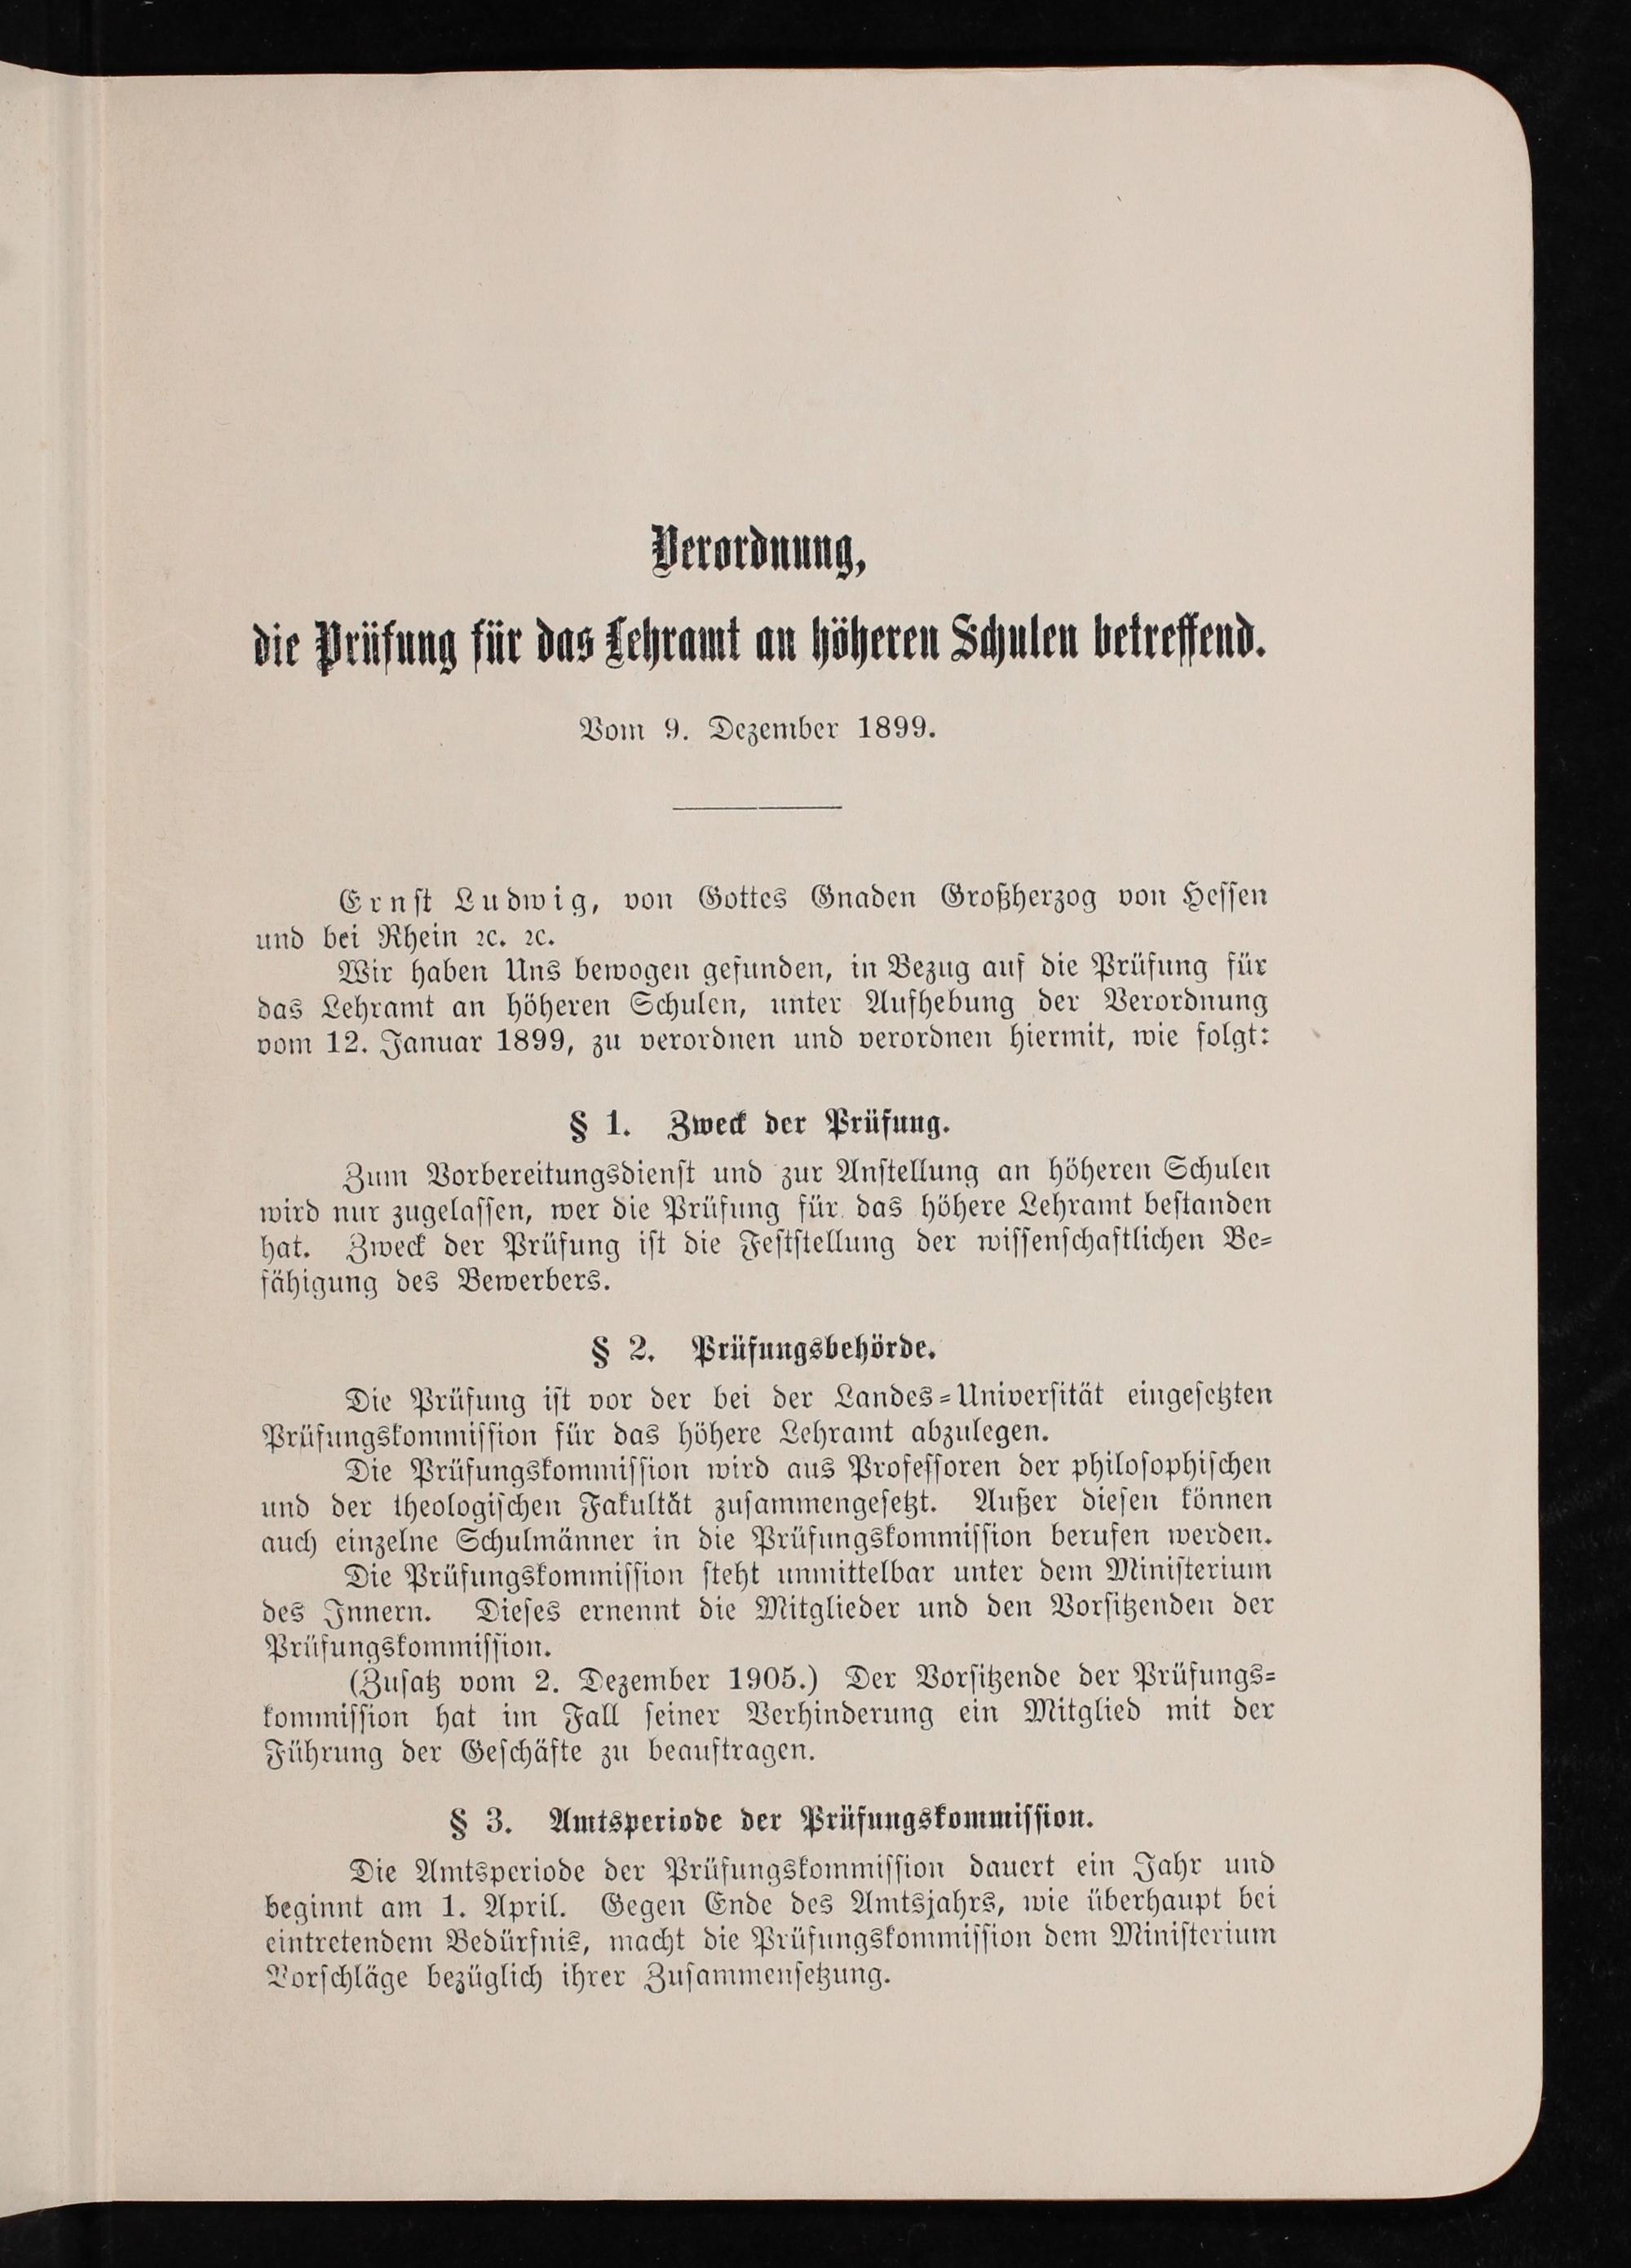 Verordnung,
die Prüfung für das Lehramt an höheren Schulen betreffend.
Vom 9. Dezember 1899.
Ernst Ludwig, von Gottes Gnaden Großherzog von Hessen
und bei Rhein ꝛc. ꝛc.
Wir haben Uns bewogen gefunden, in Bezug auf die Prüfung für
das Lehramt an höheren Schulen, unter Aufhebung der Verordnung
vom 12. Januar 1899, zu verordnen und verordnen hiermit, wie folgt:
§ 1. Zweck der Prüfung.
Zum Vorbereitungsdienst und zur Anstellung an höheren Schulen
wird nur zugelassen, wer die Prüfung für das höhere Lehramt bestanden
hat. Zweck der Prüfung ist die Feststellung der wissenschaftlichen Be-
fähigung des Bewerbers.
§ 2. Prüfungsbehörde.
Die Prüfung ist vor der bei der Landes-Universität eingesetzten
Prüfungskommission für das höhere Lehramt abzulegen.
Die Prüfungskommission wird aus Professoren der philosophischen
und der theologischen Fakultät zusammengesetzt. Außer diesen können
auch einzelne Schulmänner in die Prüfungskommission berufen werden.
Die Prüfungskommission steht unmittelbar unter dem Ministerium
des Innern. Dieses ernennt die Mitglieder und den Vorsitzenden der
Prüfungskommission.
(Zusatz vom 2. Dezember 1905.) Der Vorsitzende der Prüfungs-
kommission hat im Fall seiner Verhinderung ein Mitglied mit der
Führung der Geschäfte zu beauftragen.
§ 3. Amtsperiode der Prüfungskommission.
Die Amtsperiode der Prüfungskommission dauert ein Jahr und
beginnt am 1. April. Gegen Ende des Amtsjahrs, wie überhaupt bei
eintretendem Bedürfnis, macht die Prüfungskommission dem Ministerium
Vorschläge bezüglich ihrer Zusammensetzung.